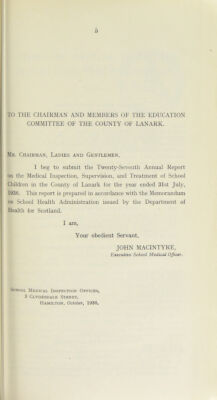 5
TO THE CHAIRMAN AND MEMBERS OF THE EDUCATION
COMMITTEE OF THE COUNTY OF LANARK.
MR. CHAIRMAN, LADIES AND GENTLEMEN,
I beg to submit the Twenty-Seventh Annual Report
on the Medical Inspection, Supervision, and Treatment of School
Children in the County of Lanark for the year ended 31st July,
1938. This report is prepared in accordance with the Memorandum
on School Health Administration issued by the Department of
Health for Scotland.
I am,
Your obedient Servant,
JOHN MACINTYRE,
Executive School Medical Officer.
SCHOOL MEDICAL INSPECTION OFFICES,
3 CLYDESDALE STREET,
HAMILTON, October, 1938.